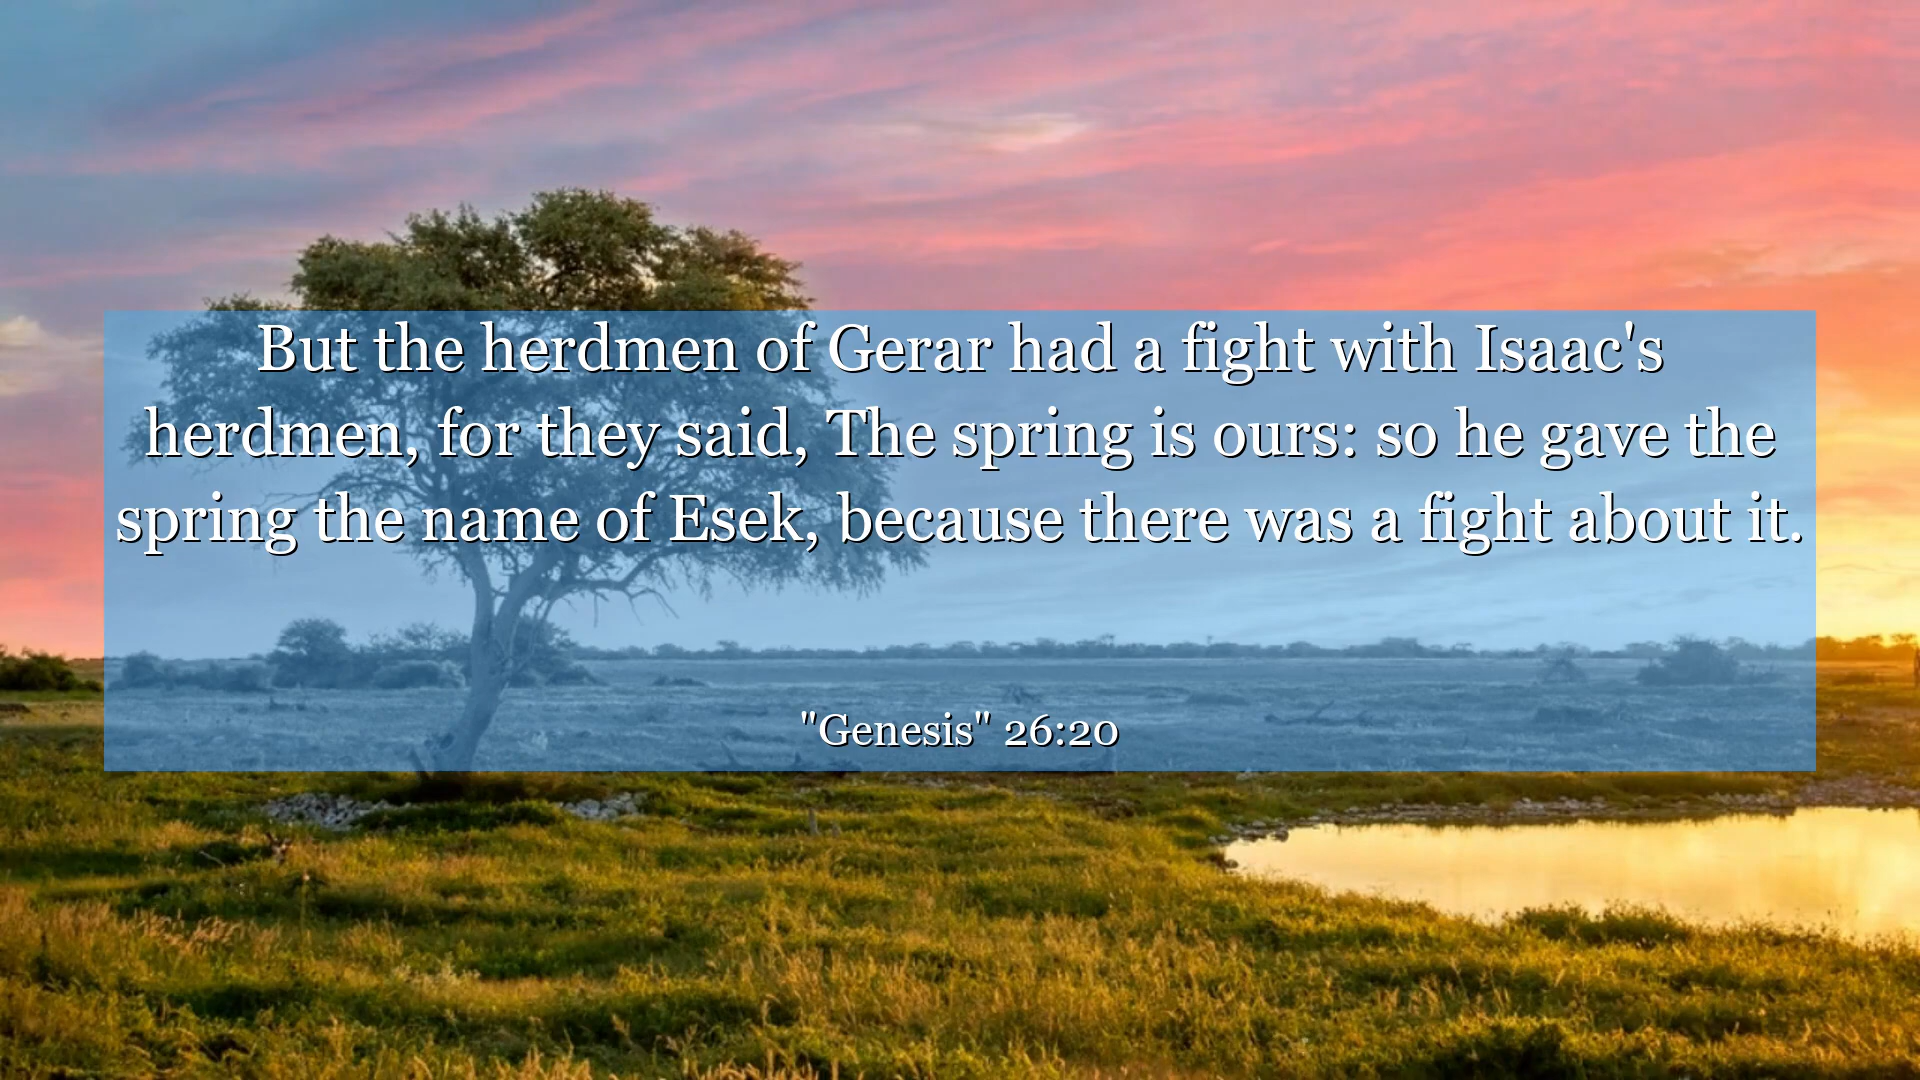 But the herdmen of Gerar had a fight with Isaac's
herdmen, for they said, The spring is ours: so he gave the
spring the name of Esek, because there was a fight about it.
"Genesis" 26:20